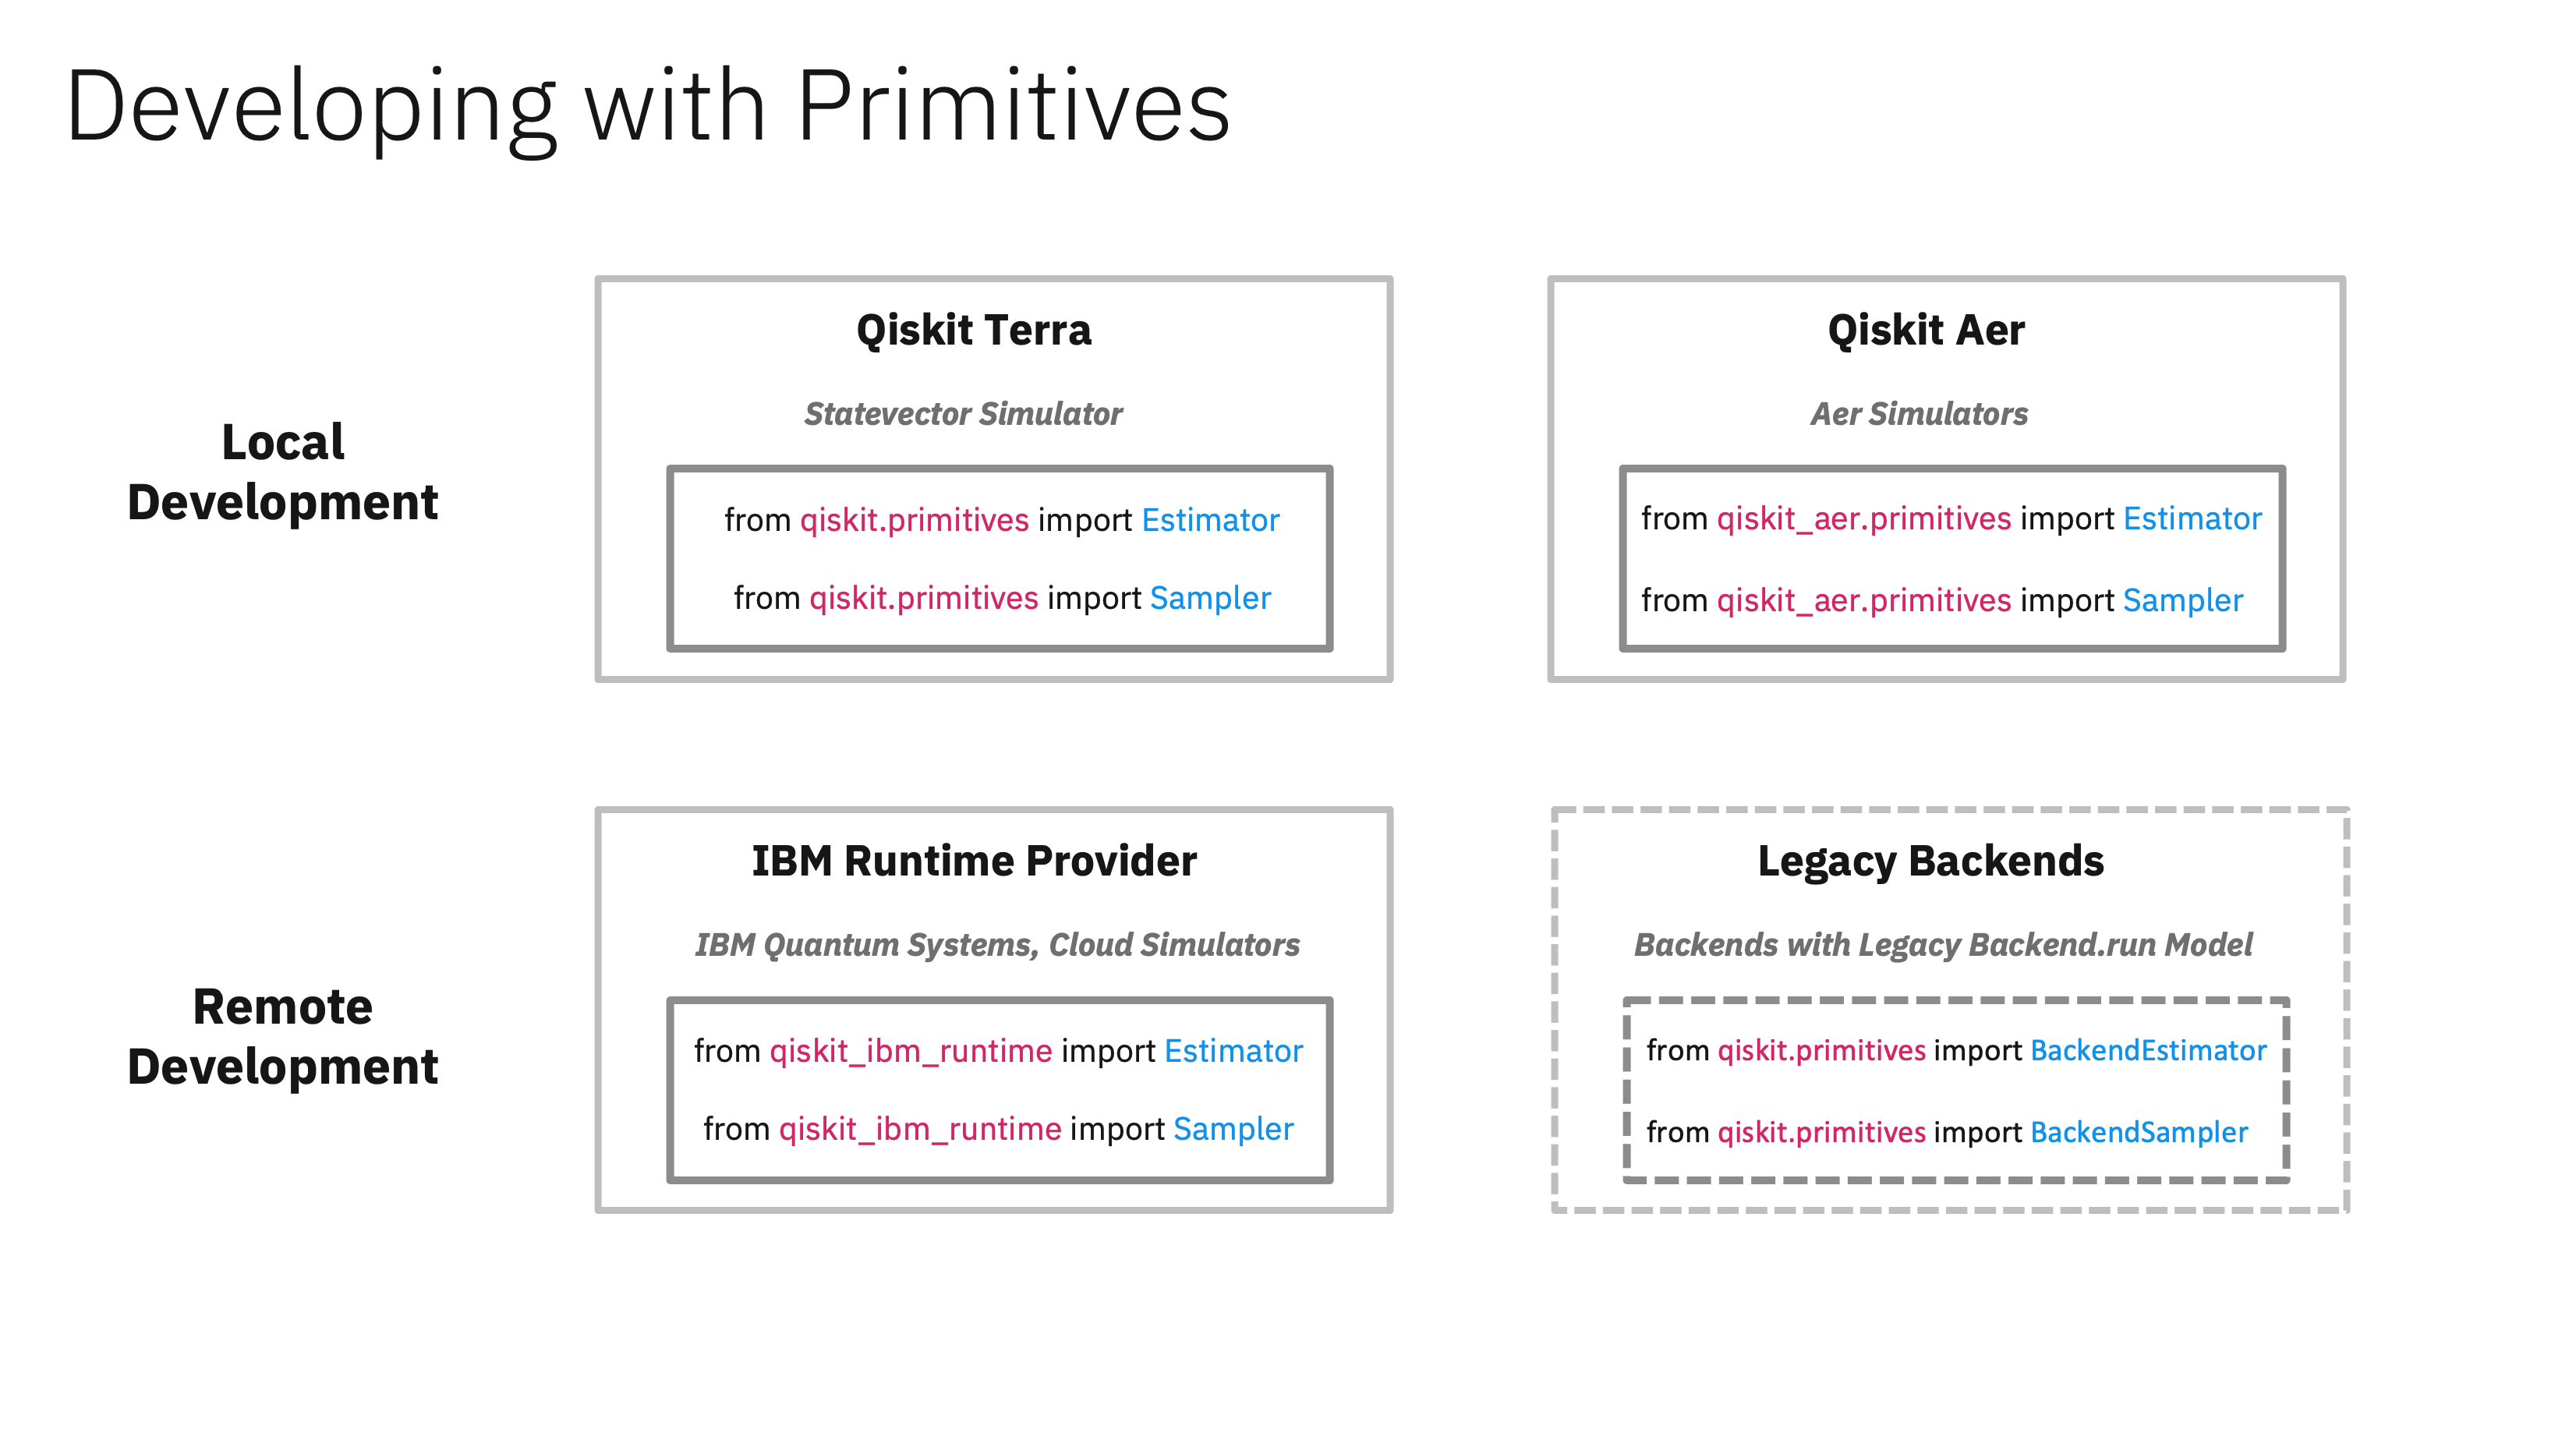 Developing with Primitives
Local
Development
Qiskit Terra
Statevector Simulator
from qiskit.primitives import Estimator
from qiskit.primitives import Sampler
Qiskit Aer
Aer Simulators
from qiskit_aer.primitives import Estimator
from qiskit_aer.primitives import Sampler
Remote
Development
IBM Runtime Provider
IBM Quantum Systems, Cloud Simulators
from qiskit_ibm_runtime import Estimator
from qiskit_ibm_runtime import Sampler
Legacy Backends
Backends with Legacy Backend.run Model
from qiskit.primitives import BackendEstimator
from qiskit.primitives import BackendSampler